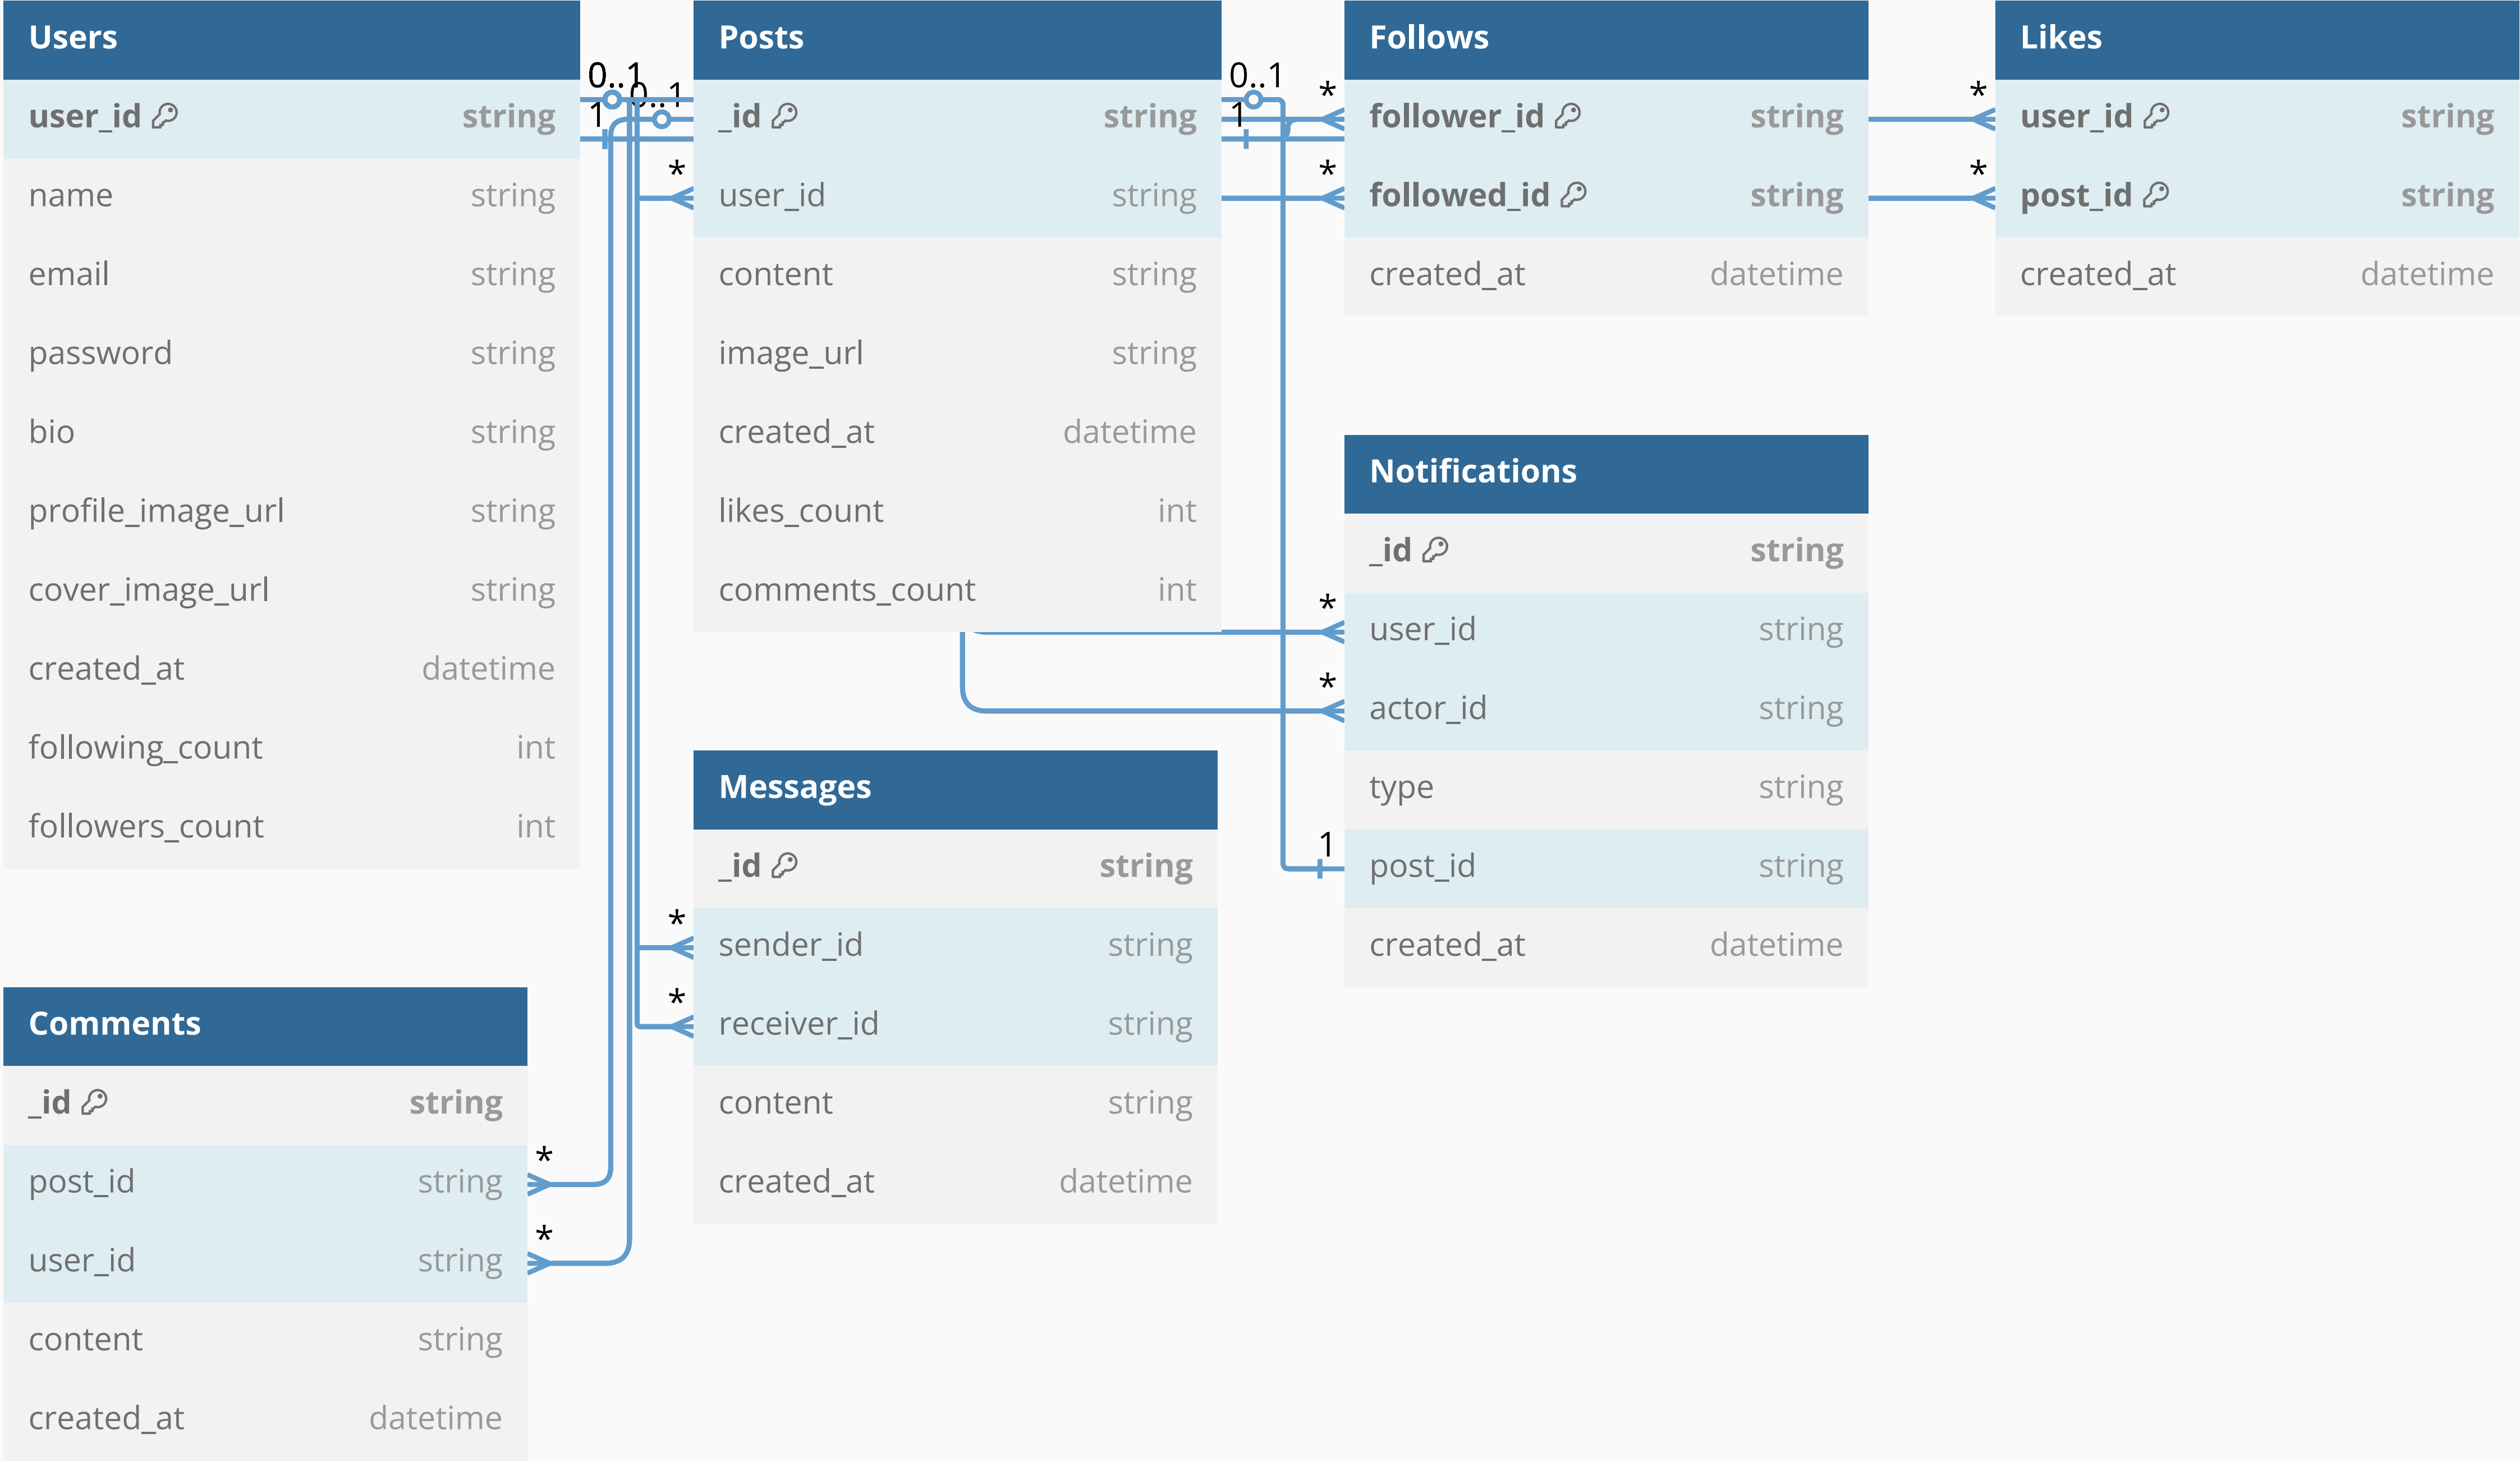 Users
user_id string
name string
email string
password string
bio string
profile_image_url string
cover_image_url string
created_at datetime
following_count int
followers_count int
0..1
0..1
1
*
Posts
_id string
user_id string
content string
image_url string
created_at datetime
likes_count int
comments_count int
0..1
1
*
*
Follows
follower_id string
followed_id string
created_at datetime
*
*
Likes
user_id string
post_id string
created_at datetime
Notifications
_id string
*
user_id string
*
actor_id string
type string
1
post_id string
created_at datetime
Messages
_id string
*
sender_id string
*
receiver_id string
content string
created_at datetime
Comments
_id string
*
post_id string
*
user_id string
content string
created_at datetime